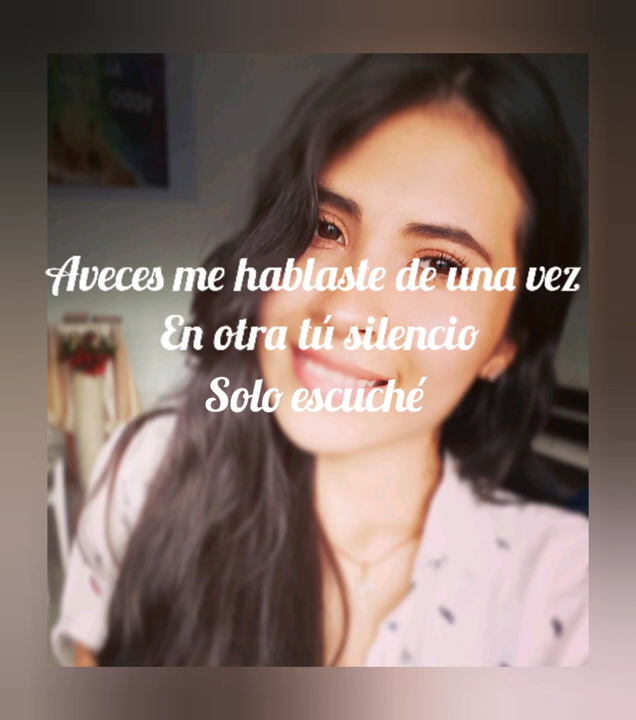 Aveces me hablaste de una vez
En otra tú silencio
Solo escuché